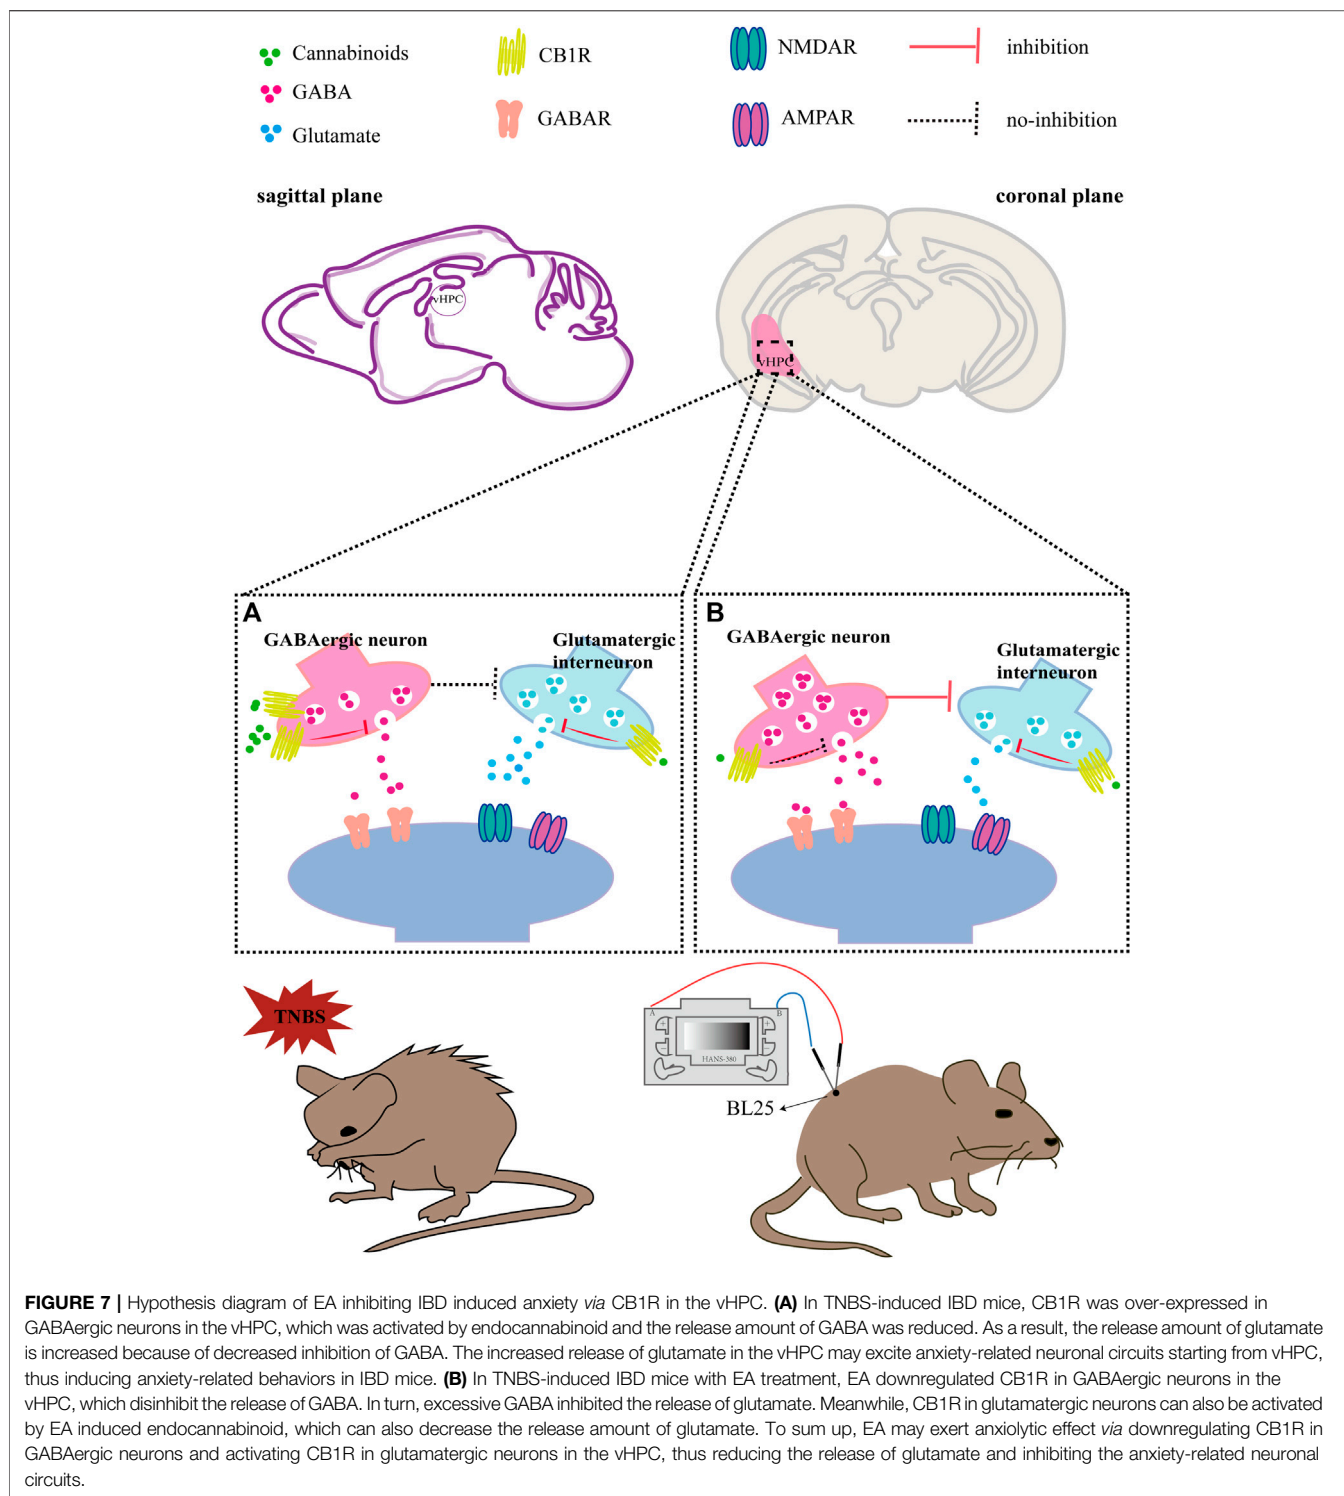 Cannabinoids
GABA
Glutamate
CB1R
GABAR
NMDAR
AMPAR
inhibition
no-inhibition
sagittal plane
coronal plane
vHPC
vHPC
A
GABAergic neuron
Glutamatergic
interneuron
B
GABAergic neuron
Glutamatergic
interneuron
TNBS
A
B
+
+
−
−
HANS-380
BL25
FIGURE 7 | Hypothesis diagram of EA inhibiting IBD induced anxiety via CB1R in the vHPC. (A) In TNBS-induced IBD mice, CB1R was over-expressed in
GABAergic neurons in the vHPC, which was activated by endocannabinoid and the release amount of GABA was reduced. As a result, the release amount of glutamate
is increased because of decreased inhibition of GABA. The increased release of glutamate in the vHPC may excite anxiety-related neuronal circuits starting from vHPC,
thus inducing anxiety-related behaviors in IBD mice. (B) In TNBS-induced IBD mice with EA treatment, EA downregulated CB1R in GABAergic neurons in the
vHPC, which disinhibit the release of GABA. In turn, excessive GABA inhibited the release of glutamate. Meanwhile, CB1R in glutamatergic neurons can also be activated
by EA induced endocannabinoid, which can also decrease the release amount of glutamate. To sum up, EA may exert anxiolytic effect via downregulating CB1R in
GABAergic neurons and activating CB1R in glutamatergic neurons in the vHPC, thus reducing the release of glutamate and inhibiting the anxiety-related neuronal
circuits.